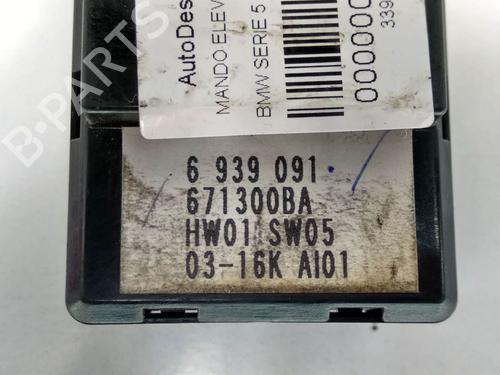 AutoDes
MANDO ELEV
BMW SERIE 5
000000
339
B-PARTS
6 939 091
671300BA
HW01 SW05
03-16K AI01